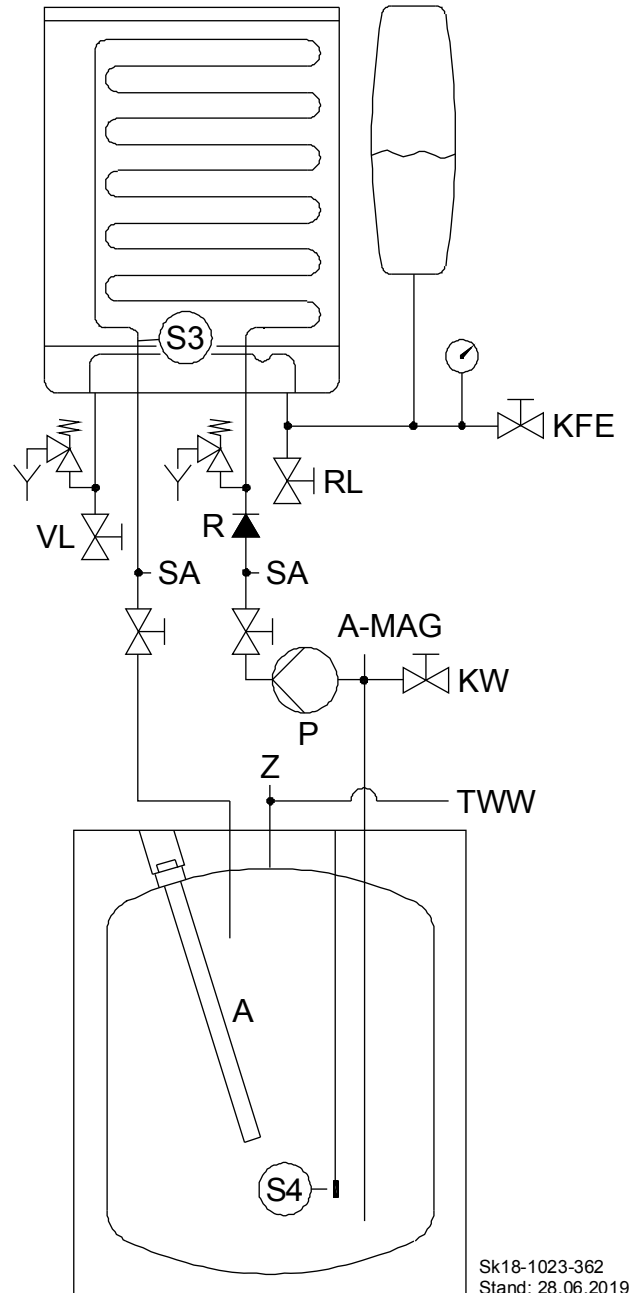 S3
KFE
RL
VL
R
SA
SA
A-MAG
KW
P
Z
TWW
A
S4
Sk18-1023-362
Stand: 28.06.2019